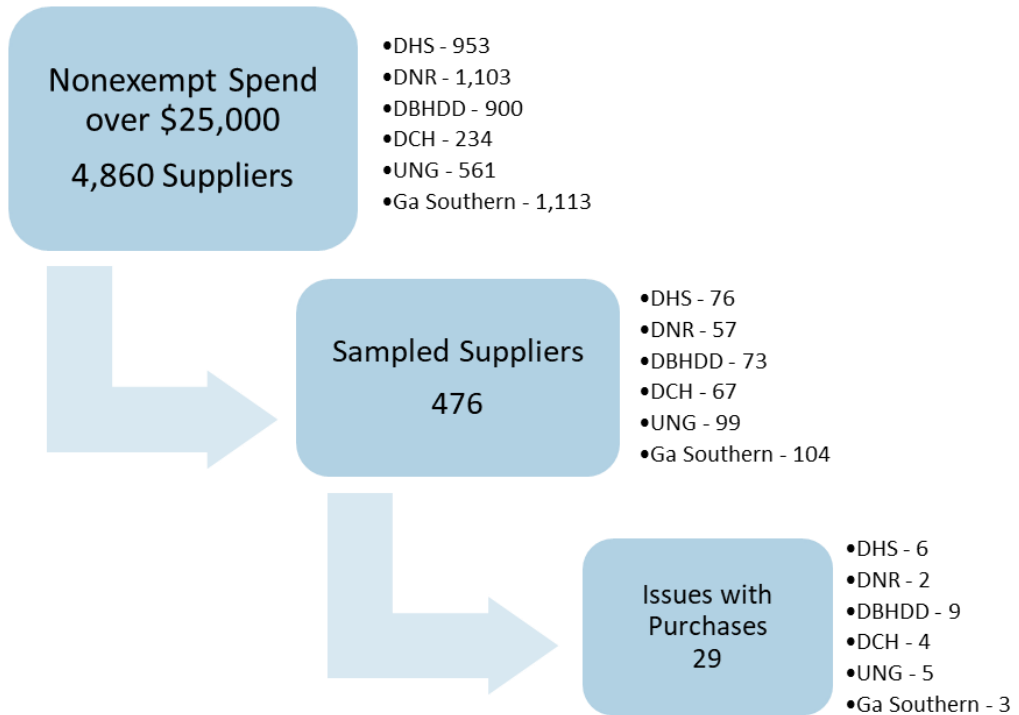 Nonexempt Spend
over $25,000
4,860 Suppliers
•DHS - 953
•DNR - 1,103
•DBHDD - 900
•DCH - 234
•UNG - 561
•Ga Southern - 1,113
Sampled Suppliers
476
•DHS - 76
•DNR - 57
•DBHDD - 73
•DCH - 67
•UNG - 99
•Ga Southern - 104
Issues with
Purchases
29
•DHS - 6
•DNR - 2
•DBHDD - 9
•DCH - 4
•UNG - 5
•Ga Southern - 3